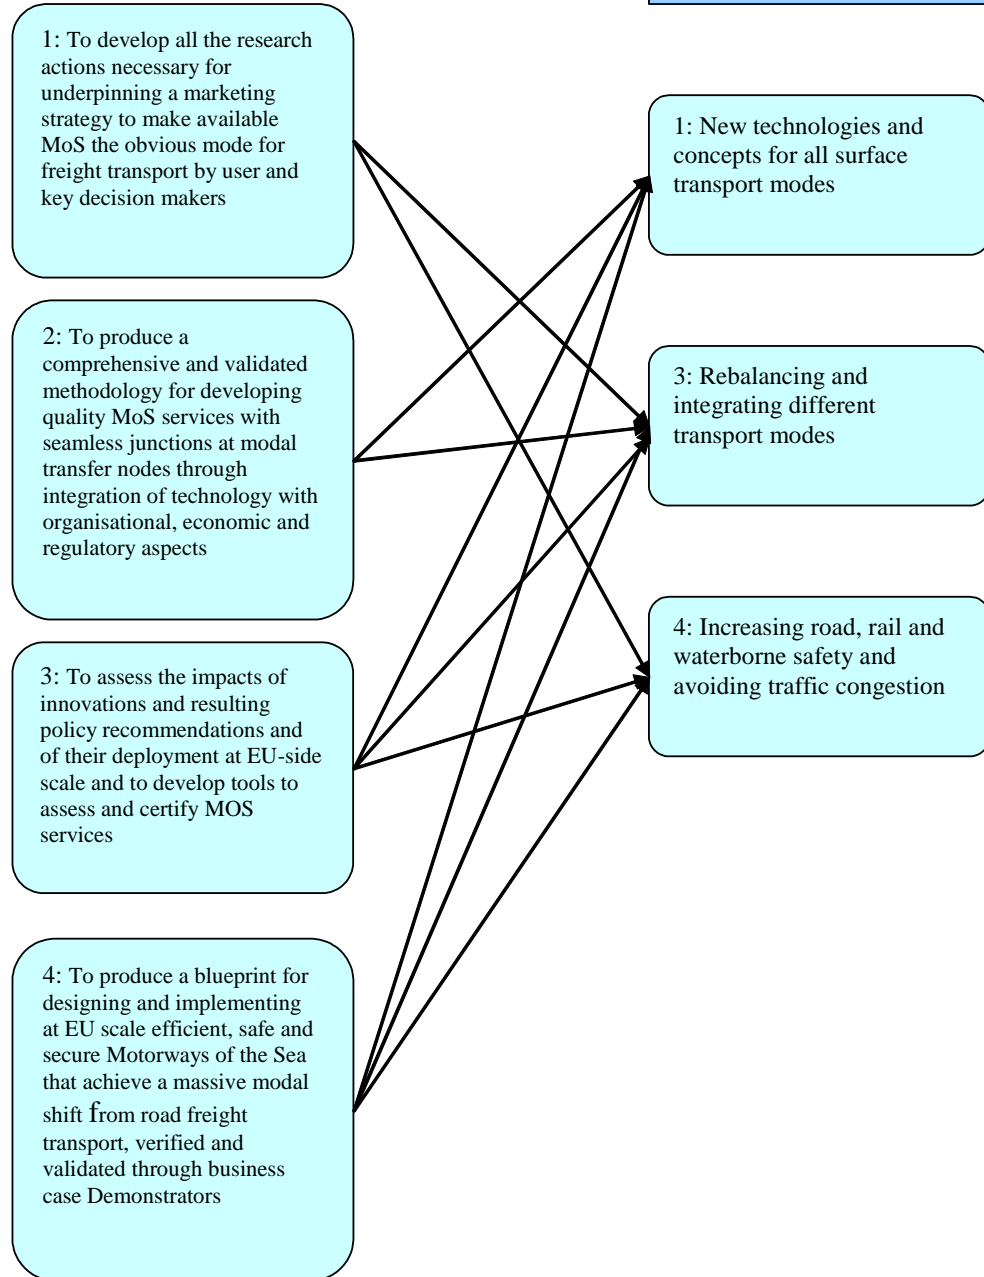 1: To develop all the research
actions necessary for
underpinning a marketing
strategy to make available
MoS the obvious mode for
freight transport by user and
key decision makers
2: To produce a
comprehensive and validated
methodology for developing
quality MoS services with
seamless junctions at modal
transfer nodes through
integration of technology with
organisational, economic and
regulatory aspects
3: To assess the impacts of
innovations and resulting
policy recommendations and
of their deployment at EU-side
scale and to develop tools to
assess and certify MOS
services
4: To produce a blueprint for
designing and implementing
at EU scale efficient, safe and
secure Motorways of the Sea
that achieve a massive modal
shift from road freight
transport, verified and
validated through business
case Demonstrators
1: New technologies and
concepts for all surface
transport modes
3: Rebalancing and
integrating different
transport modes
4: Increasing road, rail and
waterborne safety and
avoiding traffic congestion